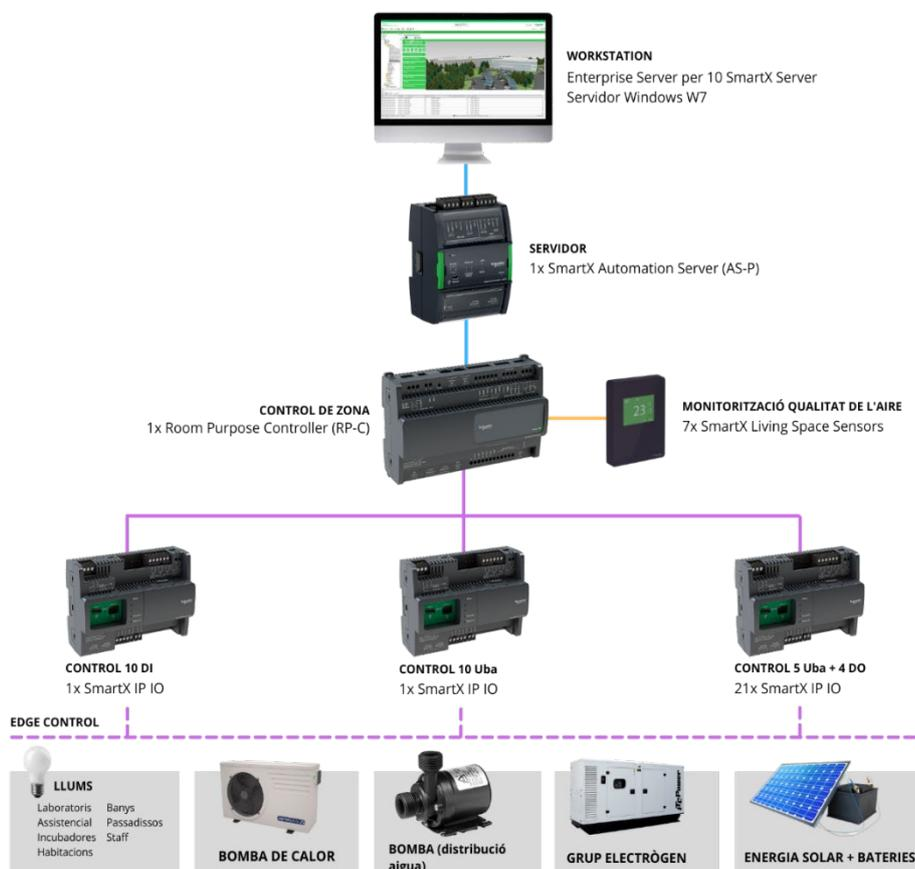 WORKSTATION
Enterprise Server per 10 SmartX Server
Servidor Windows W7
SERVIDOR
1x SmartX Automation Server (AS-P)
CONTROL DE ZONA
1x Room Purpose Controller (RP-C)
23
MONITORITZACIÓ QUALITAT DE L'AIRE
7x SmartX Living Space Sensors
CONTROL 10 DI
1x SmartX IP IO
CONTROL 10 Uba
1x SmartX IP IO
CONTROL 5 Uba + 4 DO
21x SmartX IP IO
EDGE CONTROL
LLUMS
Laboratoris Banys
Assistencial Passadissos
Incubadores Staff
Habitacions
BOMBA DE CALOR
BOMBA (distribució
aigua)
GRUP ELECTRÒGEN
ENERGIA SOLAR + BATERIES